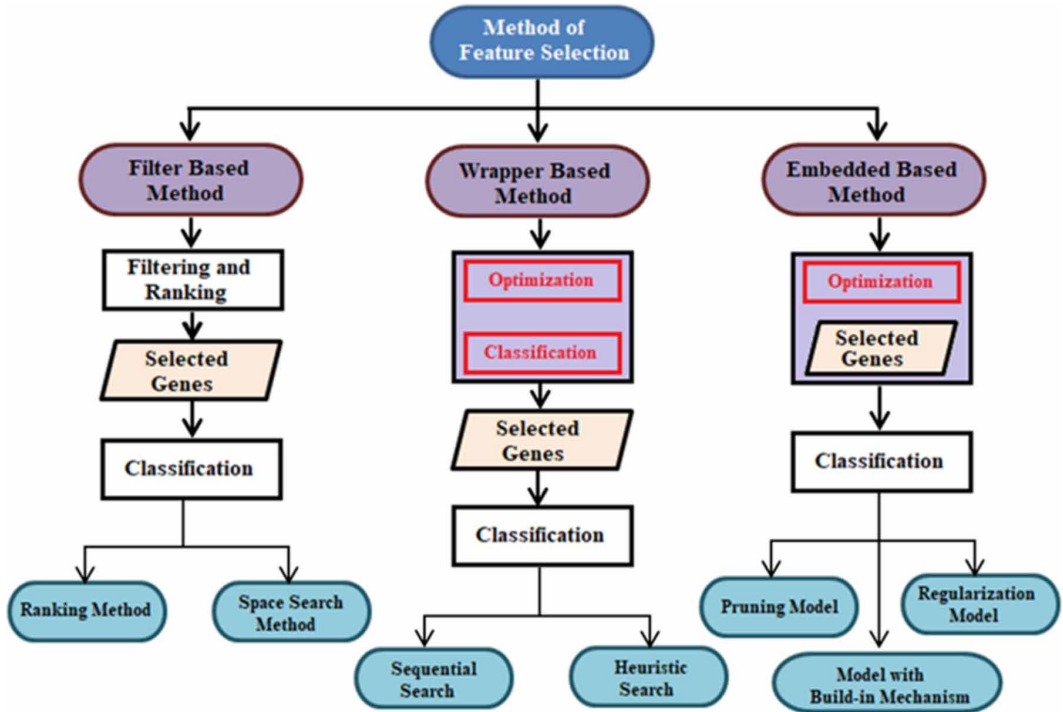 Method of
Feature Selection
Filter Based
Method
Wrapper Based
Method
Embedded Based
Method
Filtering and
Ranking
Selected
Genes
Classification
Ranking Method
Space Search
Method
Optimization
Classification
Selected
Genes
Classification
Sequential
Search
Heuristic
Search
Optimization
Selected
Genes
Classification
Pruning Model
Regularization
Model
Model with
Build-in Mechanism